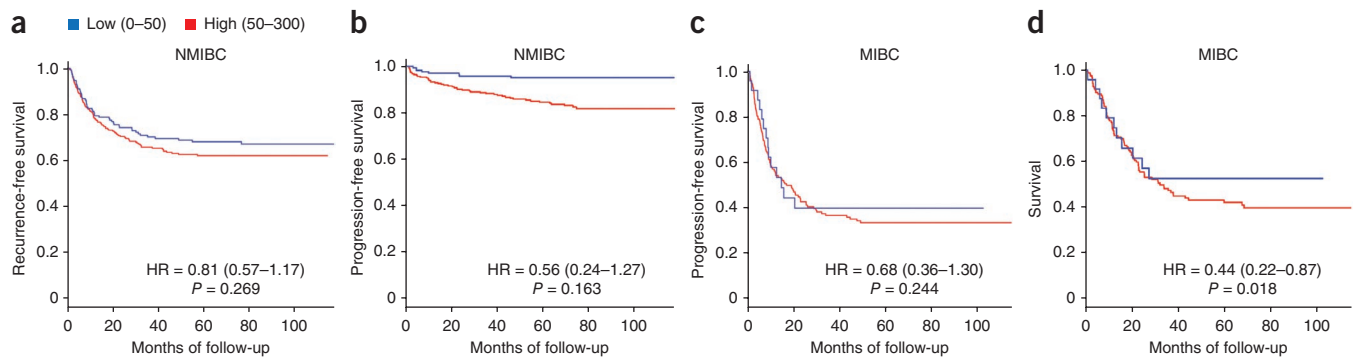 a
Low (0–50) High (50–300)
NMIBC
Recurrence-free survival
1.0
0.8
0.6
0.4
0.2
0
HR = 0.81 (0.57–1.17)
P = 0.269
0 20 40 60 80 100
Months of follow-up
b
NMIBC
Progression-free survival
1.0
0.8
0.6
0.4
0.2
0
HR = 0.56 (0.24–1.27)
P = 0.163
0 20 40 60 80 100
Months of follow-up
c
MIBC
Progression-free survival
1.0
0.8
0.6
0.4
0.2
0
HR = 0.68 (0.36–1.30)
P = 0.244
0 20 40 60 80 100
Months of follow-up
d
MIBC
Survival
1.0
0.8
0.6
0.4
0.2
0
HR = 0.44 (0.22–0.87)
P = 0.018
0 20 40 60 80 100
Months of follow-up